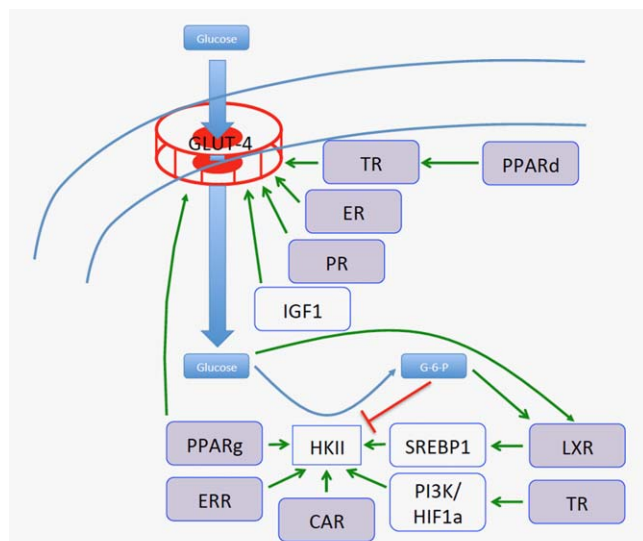 Glucose
GLUT-4
TR
PPARd
ER
PR
IGF1
Glucose
G-6-P
PPARg
HKII
SREBP1
LXR
ERR
CAR
PI3K/
HIF1a
TR